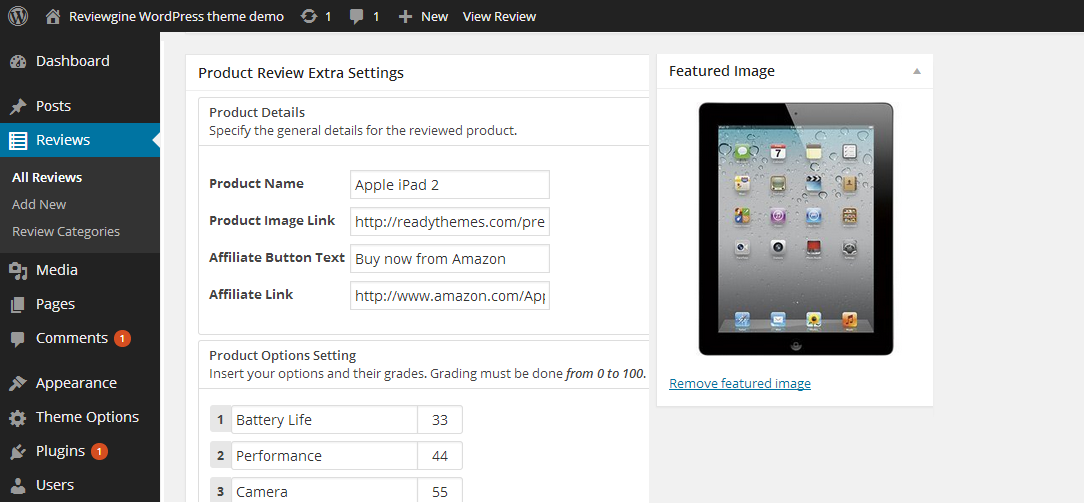 Reviewgine WordPress theme demo 1 1 New View Review
Dashboard
Posts
Reviews
All Reviews
Add New
Review Categories
Media
Pages
Comments 1
Appearance
Theme Options
Plugins 1
Users
Product Review Extra Settings
Product Details
Specify the general details for the reviewed product.
Product Name Apple iPad 2
Product Image Link http://readythemes.com/pre
Affiliate Button Text Buy now from Amazon
Affiliate Link http://www.amazon.com/App
Product Options Setting
Insert your options and their grades. Grading must be done from 0 to 100.
1 Battery Life 33
2 Performance 44
3 Camera 55
Featured Image
7
Remove featured image